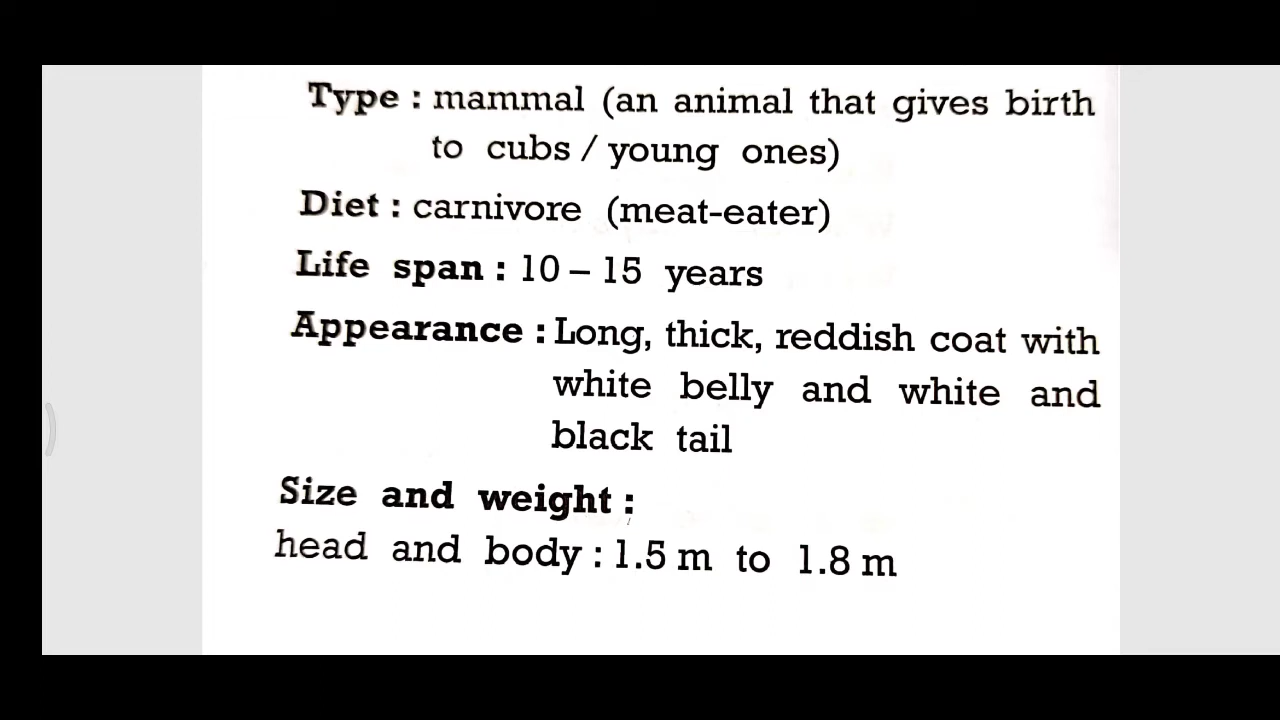 Type : mammal (an animal that gives birth
to cubs / young ones)
Diet : carnivore (meat-eater)
Life span : 10 – 15 years
Appearance : Long, thick, reddish coat with
white belly and white and
black tail
Size and weight :
head and body : 1.5 m to 1.8 m